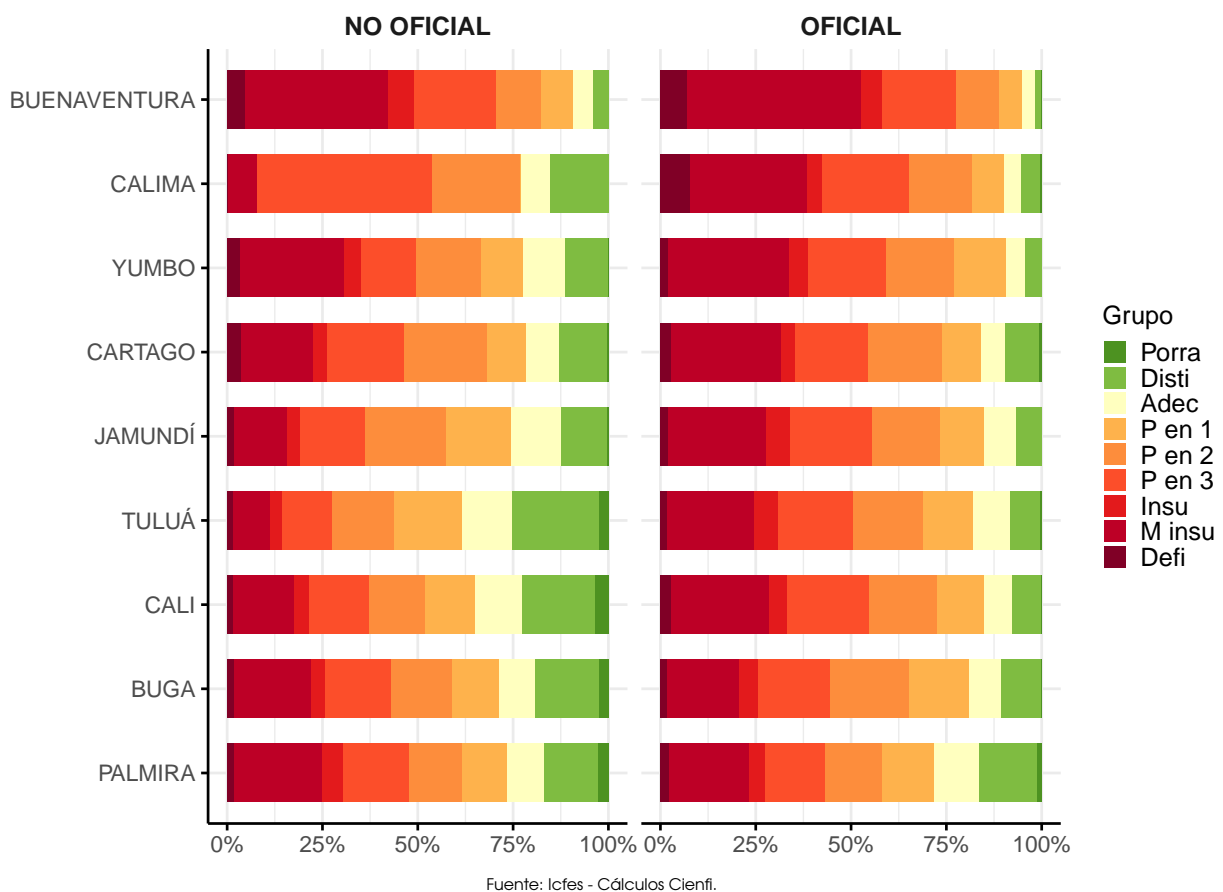 NO OFICIAL
OFICIAL
BUENAVENTURA
CALIMA
YUMBO
CARTAGO
JAMUNDÍ
TULUÁ
CALI
BUGA
PALMIRA
0%
25%
50%
75%
100%
0%
25%
50%
75%
100%
Grupo
Porra
Disti
Adec
P en 1
P en 2
P en 3
Insu
M insu
Defi
Fuente: Icfes - Cálculos Cienfi.